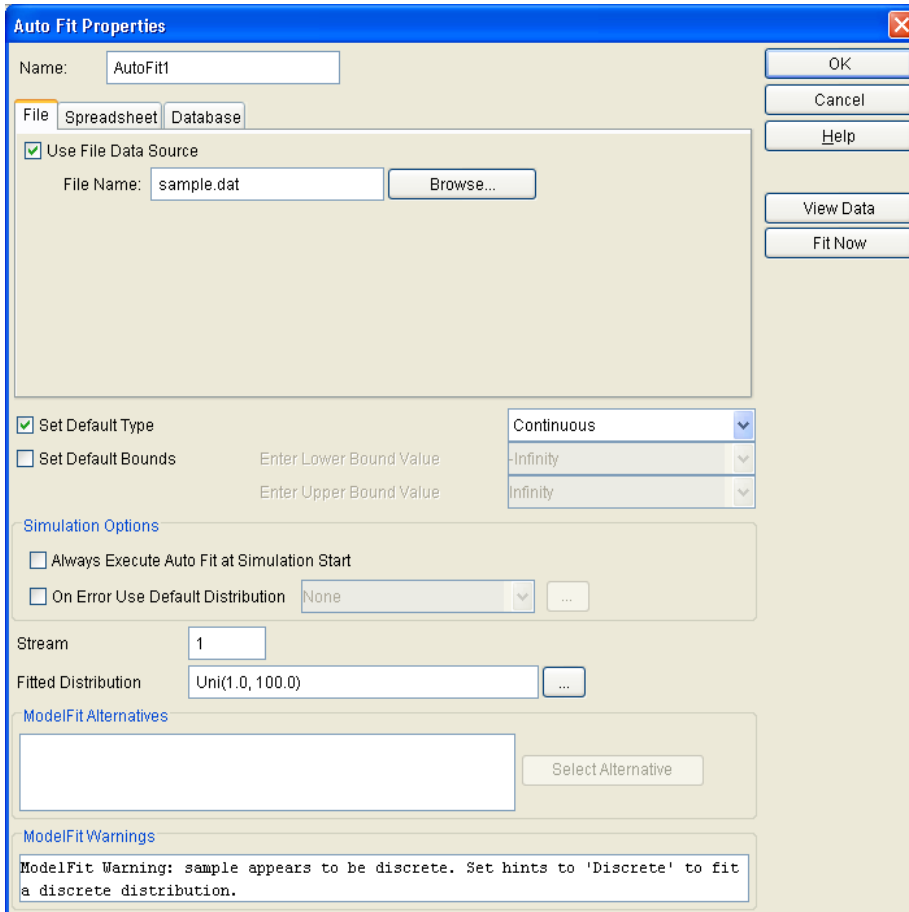 Auto Fit Properties
Name: AutoFit1
OK
Cancel
Help
View Data
Fit Now
File Spreadsheet Database
Use File Data Source
File Name: sample.dat Browse...
Set Default Type Continuous
Set Default Bounds Enter Lower Bound Value -Infinity
Enter Upper Bound Value Infinity
Simulation Options
Always Execute Auto Fit at Simulation Start
On Error Use Default Distribution None ...
Stream 1
Fitted Distribution Uni(1.0, 100.0) ...
ModelFit Alternatives
Select Alternative
ModelFit Warnings
ModelFit Warning: sample appears to be discrete. Set hints to 'Discrete' to fit
a discrete distribution.